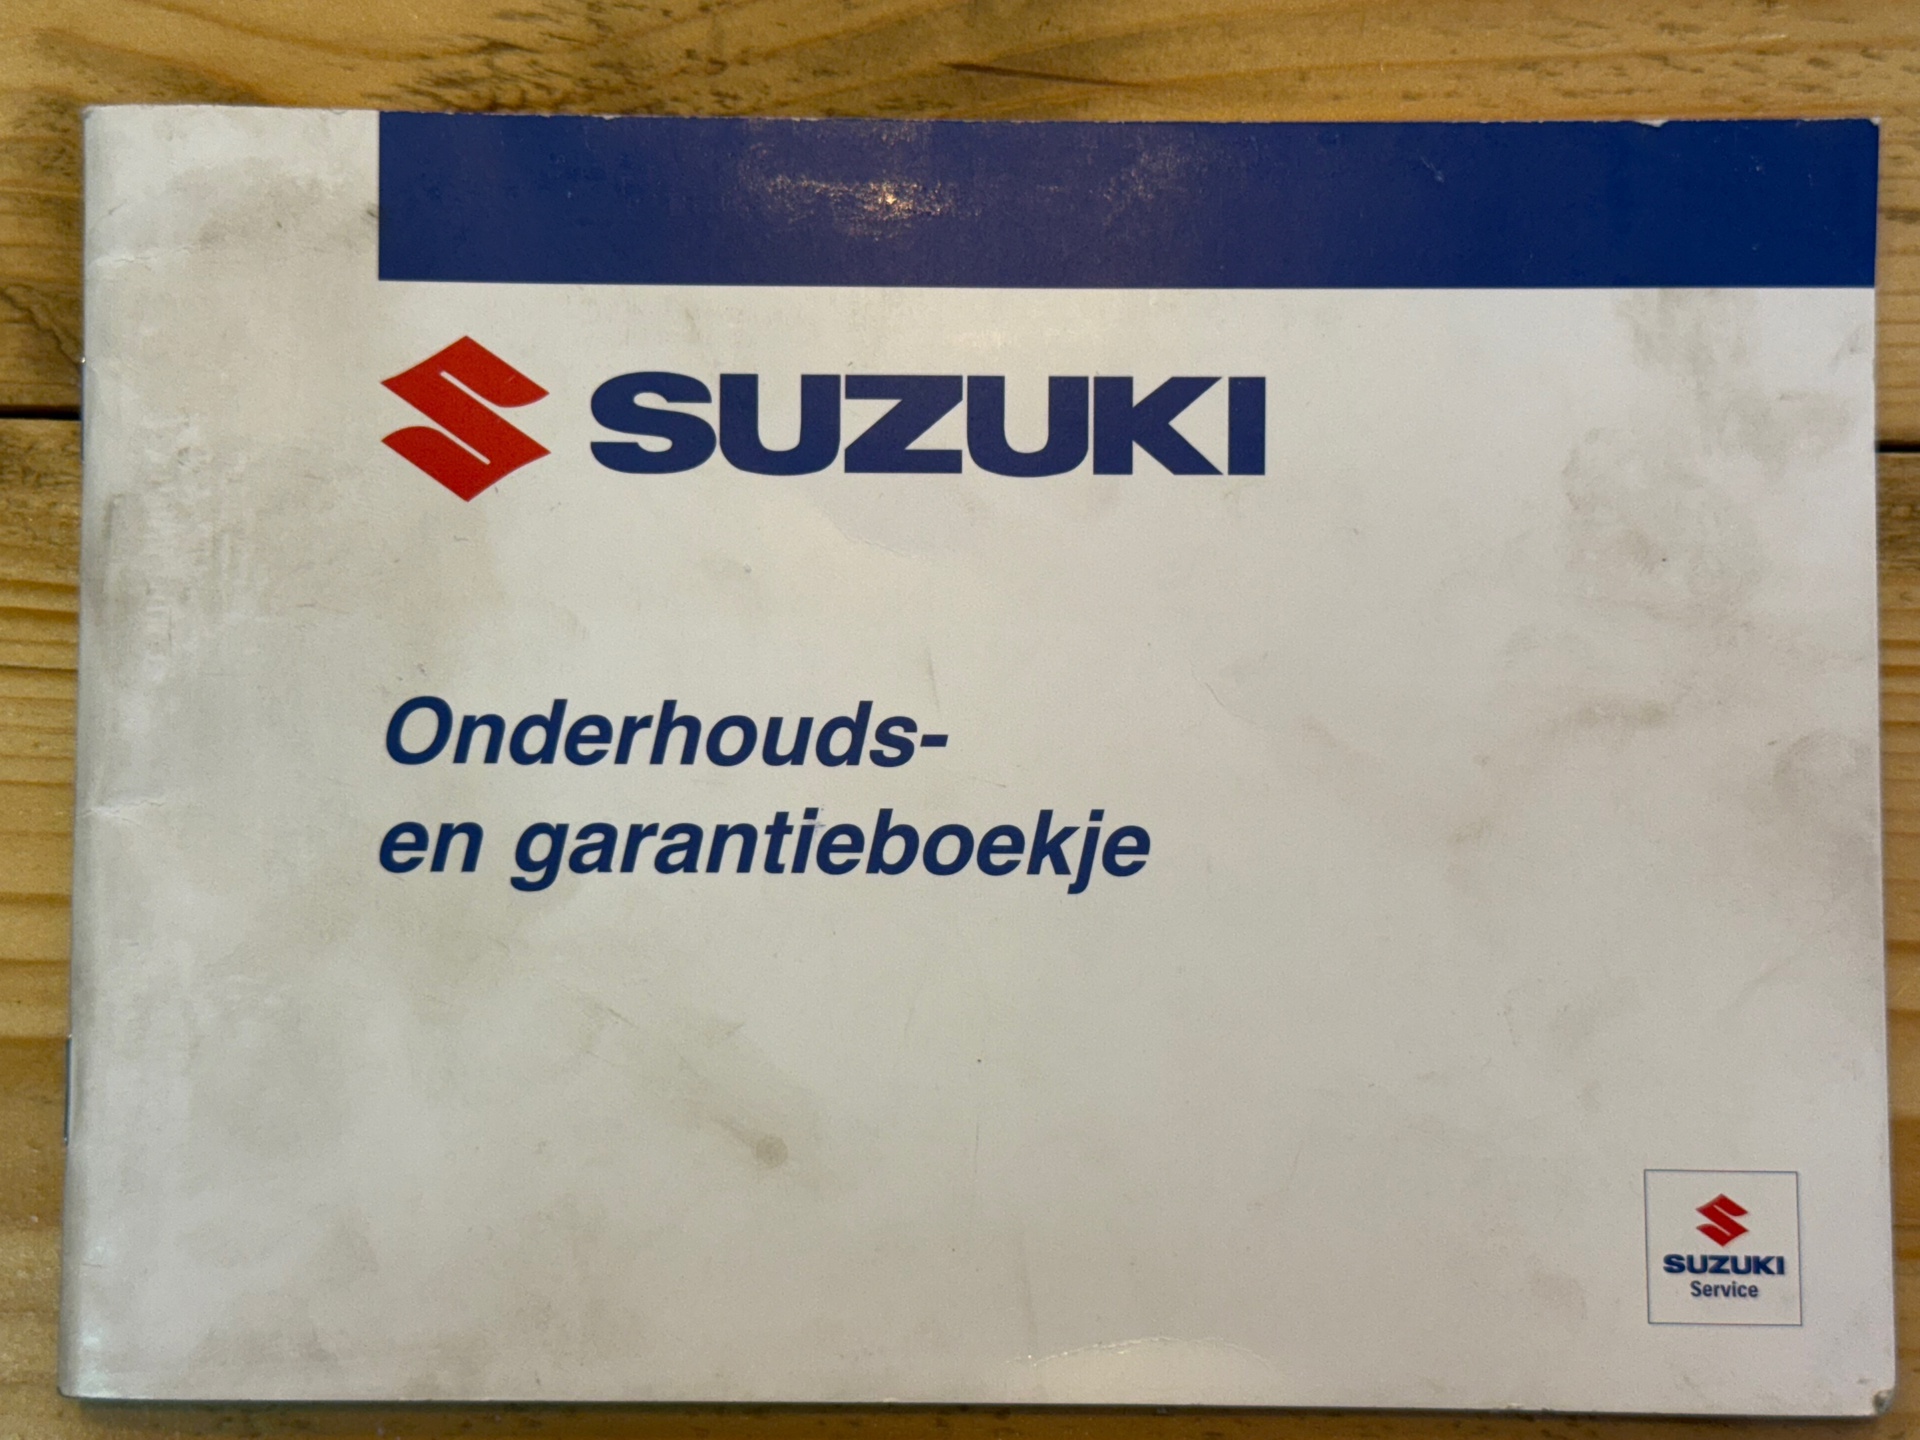 SUZUKI
Onderhouds-
en garantieboekje
SUZUKI
Service